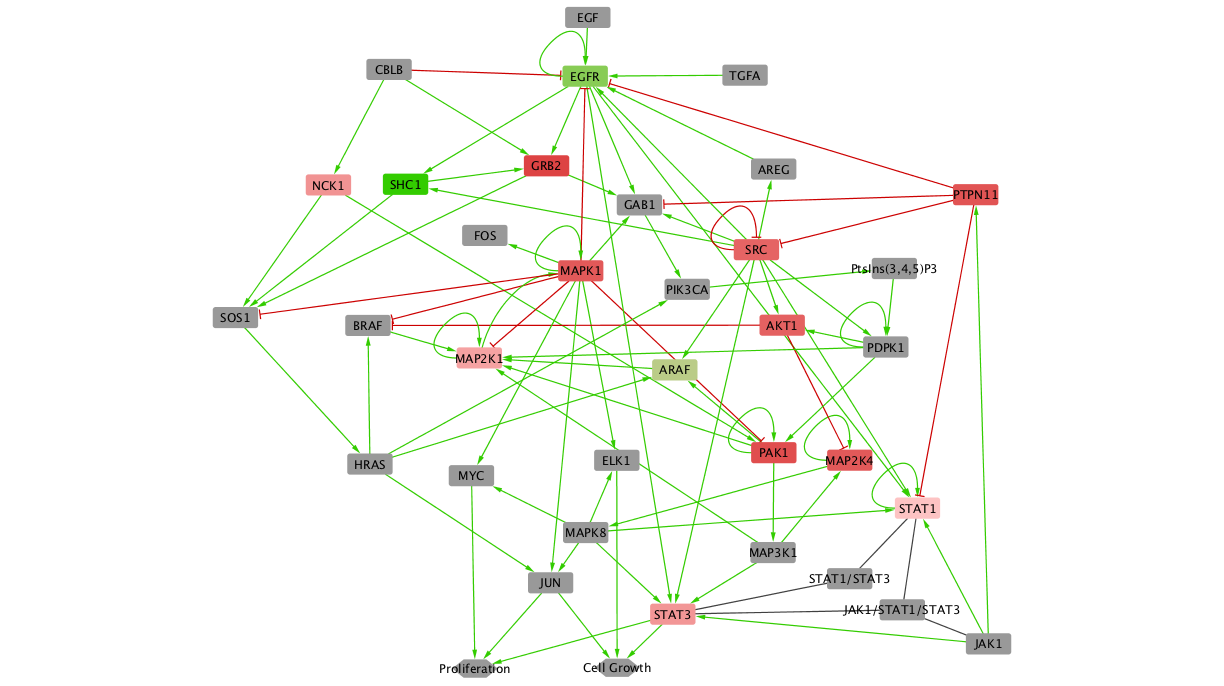 EGF
CBLB
EGFR
TGFA
GRB2
AREG
NCK1
SHC1
PTPN11
GAB1
FOS
SRC
MAPK1
PtsIns(3,4,5)P3
PIK3CA
SOS1
BRAF
AKT1
PDPK1
MAP2K1
ARAF
PAK1
MAP2K4
HRAS
ELK1
MYC
STAT1
MAPK8
MAP3K1
STAT1/STAT3
JUN
JAK1/STAT1/STAT3
STAT3
JAK1
Proliferation
Cell Growth